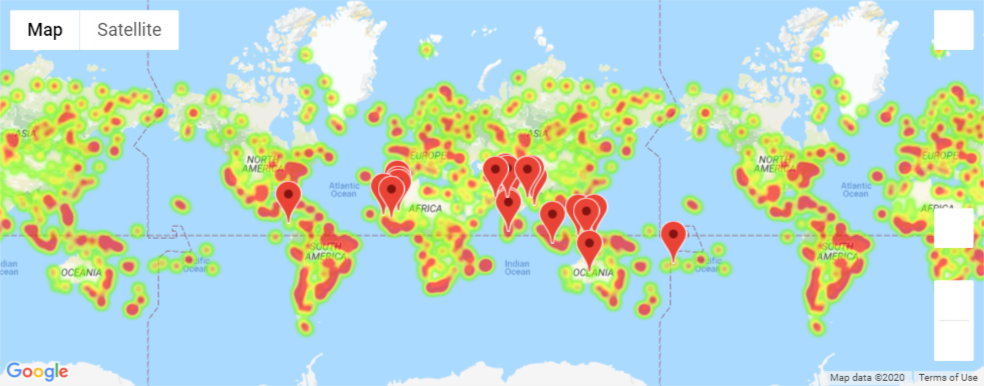 Map Satellite
ASIA
EUROPE
ASIA
NORTH
AMERICA
NORTH
AMERICA
Atlantic
Ocean
Atlantic
Ocean
AFRICA
AFRICA
SOUTH
AMERICA
SOUTH
AMERICA
Indian
Ocean
OCEANIA
Pacific
Ocean
Indian
Ocean
OCEANIA
Pacific
Ocean
Google
Map data ©2020 Terms of Use